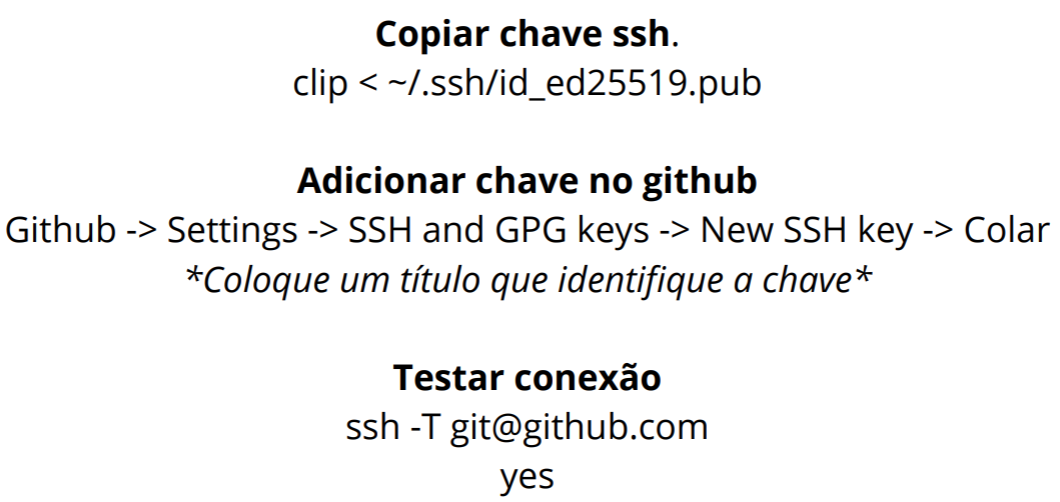 Copiar chave ssh.
clip < ~/.ssh/id_ed25519.pub
Adicionar chave no github
Github -> Settings -> SSH and GPG keys -> New SSH key -> Colar
*Coloque um título que identifique a chave*
Testar conexão
ssh -T git@github.com
yes